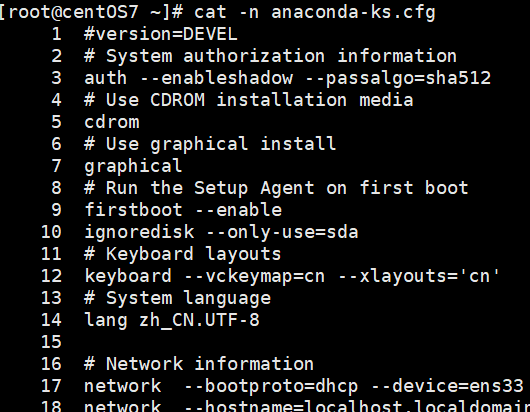 [root@centOS7 ~]# cat -n anaconda-ks.cfg
1 #version=DEVEL
2 # System authorization information
3 auth --enableshadow --passalgo=sha512
4 # Use CDROM installation media
5 cdrom
6 # Use graphical install
7 graphical
8 # Run the Setup Agent on first boot
9 firstboot --enable
10 ignoredisk --only-use=sda
11 # Keyboard layouts
12 keyboard --vckeymap=cn --xlayouts='cn'
13 # System language
14 lang zh_CN.UTF-8
15
16 # Network information
17 network  --bootproto=dhcp --device=ens33
18 network  --hostname=localhost.localdomai